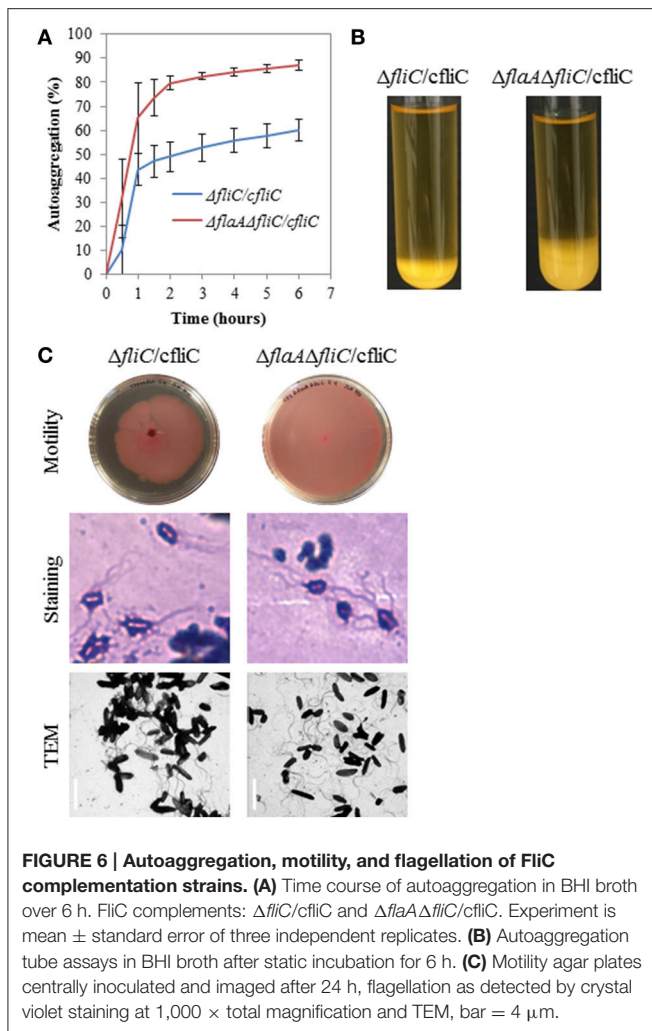 A
100
90
80
70
60
50
40
30
20
10
0
Autoaggregation (%)
0 1 2 3 4 5 6 7
Time (hours)
ΔfliC/cfliC
ΔflaAΔfliC/cfliC
B
ΔfliC/cfliC ΔflaAΔfliC/cfliC
C
ΔfliC/cfliC ΔflaAΔfliC/cfliC
Motility
Staining
TEM
FIGURE 6 | Autoaggregation, motility, and flagellation of FliC
complementation strains. (A) Time course of autoaggregation in BHI broth
over 6 h. FliC complements: ΔfliC/cfliC and ΔflaAΔfliC/cfliC. Experiment is
mean ± standard error of three independent replicates. (B) Autoaggregation
tube assays in BHI broth after static incubation for 6 h. (C) Motility agar plates
centrally inoculated and imaged after 24 h, flagellation as detected by crystal
violet staining at 1,000 × total magnification and TEM, bar = 4 μm.